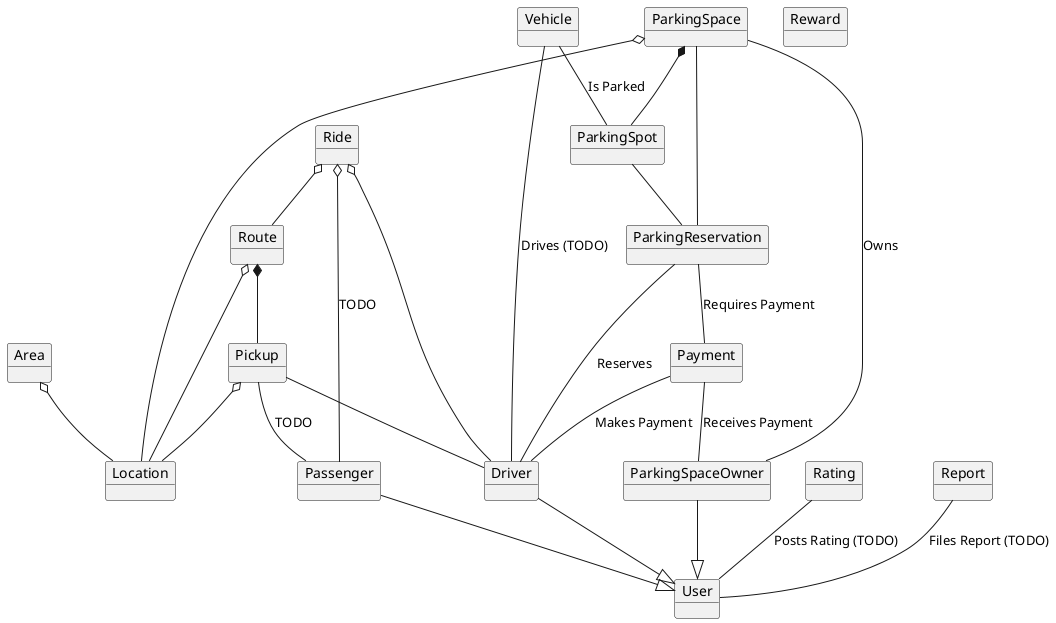 Vehicle
ParkingSpace
Reward
Is Parked
Ride
ParkingSpot
Route
ParkingReservation
Drives (TODO)
Owns
TODO
Requires Payment
Area
Pickup
Payment
Reserves
TODO
Makes Payment
Receives Payment
Location
Passenger
Driver
ParkingSpaceOwner
Rating
Report
Posts Rating (TODO)
Files Report (TODO)
User